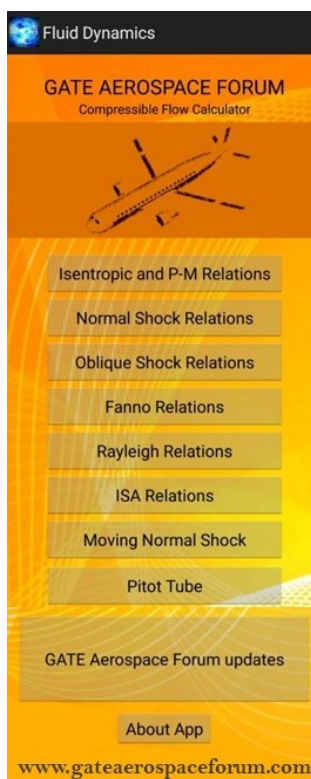 Fluid Dynamics
GATE AEROSPACE FORUM
Compressible Flow Calculator
Isentropic and P-M Relations
Normal Shock Relations
Oblique Shock Relations
Fanno Relations
Rayleigh Relations
ISA Relations
Moving Normal Shock
Pitot Tube
GATE Aerospace Forum updates
About App
www.gateaerospaceforum.com